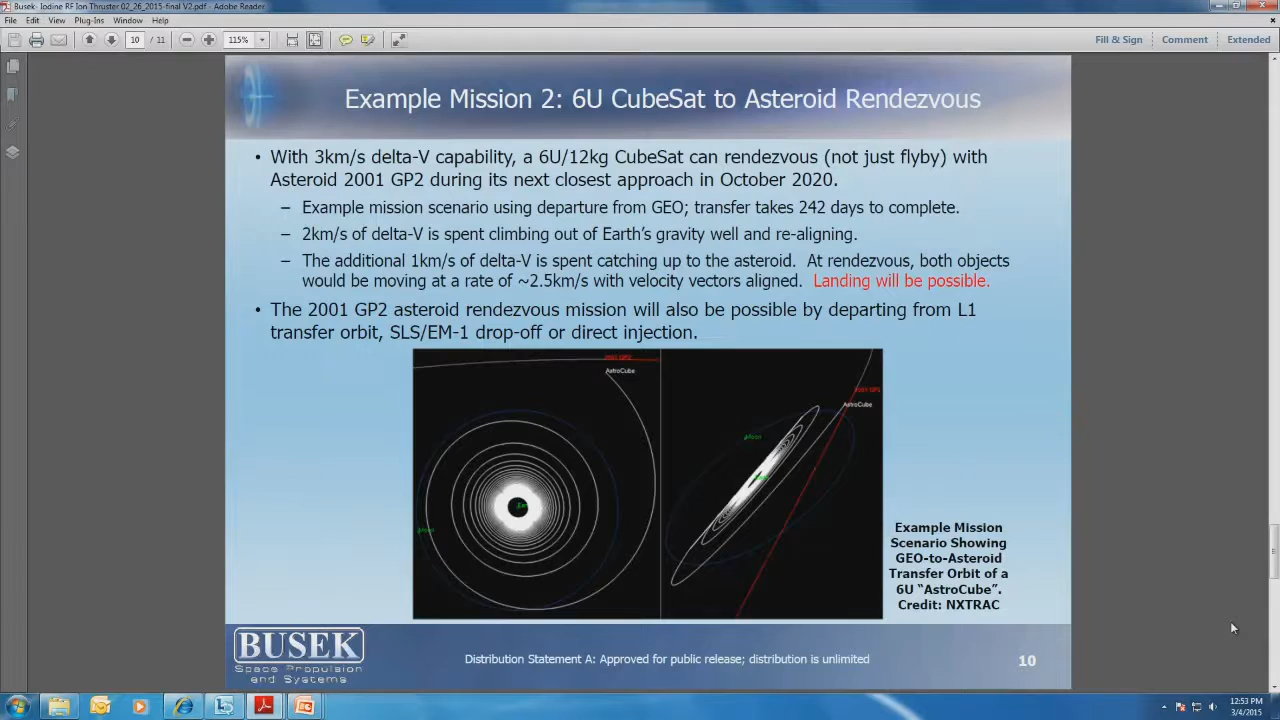 Busek- Iodine RF Ion Thruster 02_26_2015-final V2.pdf - Adobe Reader
File Edit View Plug-Ins Window Help
10 / 11 115% Fill & Sign Comment Extended
Example Mission 2: 6U CubeSat to Asteroid Rendezvous
• With 3km/s delta-V capability, a 6U/12kg CubeSat can rendezvous (not just flyby) with
Asteroid 2001 GP2 during its next closest approach in October 2020.
– Example mission scenario using departure from GEO; transfer takes 242 days to complete.
– 2km/s of delta-V is spent climbing out of Earth's gravity well and re-aligning.
– The additional 1km/s of delta-V is spent catching up to the asteroid. At rendezvous, both objects
would be moving at a rate of ~2.5km/s with velocity vectors aligned. Landing will be possible.
• The 2001 GP2 asteroid rendezvous mission will also be possible by departing from L1
transfer orbit, SLS/EM-1 drop-off or direct injection.
2001 GP2
AstroCube
Moon
2001 GP2
AstroCube
Moon
Example Mission
Scenario Showing
GEO-to-Asteroid
Transfer Orbit of a
6U "AstroCube".
Credit: NXTRAC
BUSEK
Space Propulsion
and Systems
Distribution Statement A: Approved for public release; distribution is unlimited
10
12:53 PM
3/4/2015